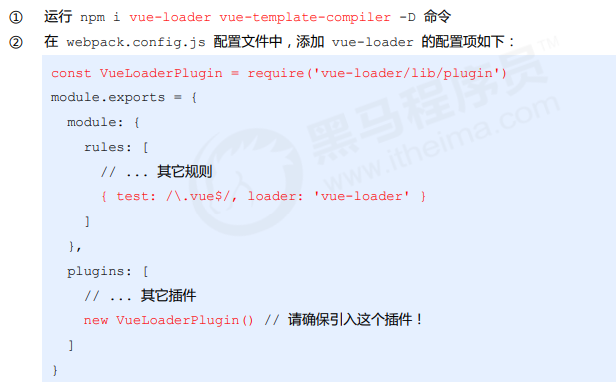 ① 运行 npm i vue-loader vue-template-compiler -D 命令
② 在 webpack.config.js 配置文件中，添加 vue-loader 的配置项如下：
const VueLoaderPlugin = require('vue-loader/lib/plugin')
module.exports = {
  module: {
    rules: [
      // ... 其它规则
      { test: /\.vue$/, loader: 'vue-loader' }
    ]
  },
  plugins: [
    // ... 其它插件
    new VueLoaderPlugin() // 请确保引入这个插件！
  ]
}
黑马程序员™
www.itheima.com